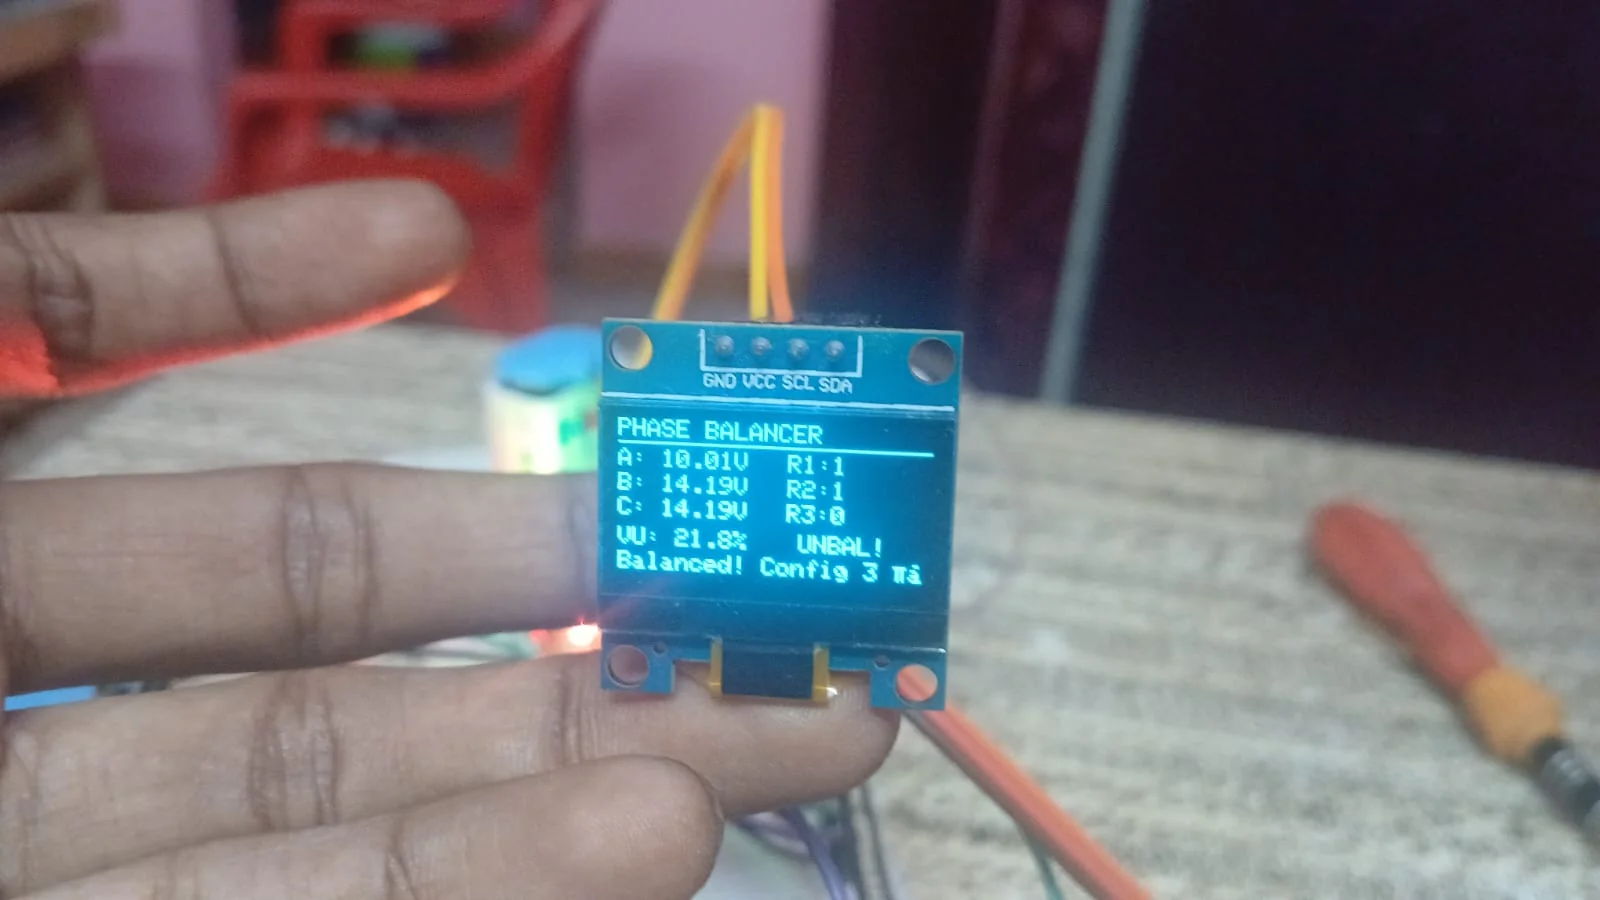 GND VCC SCL SDA
PHASE BALANCER
A: 10.01V R1:1
B: 14.19V R2:1
C: 14.19V R3:0
VU: 21.8% UNBAL!
Balanced! Config 3 πâ